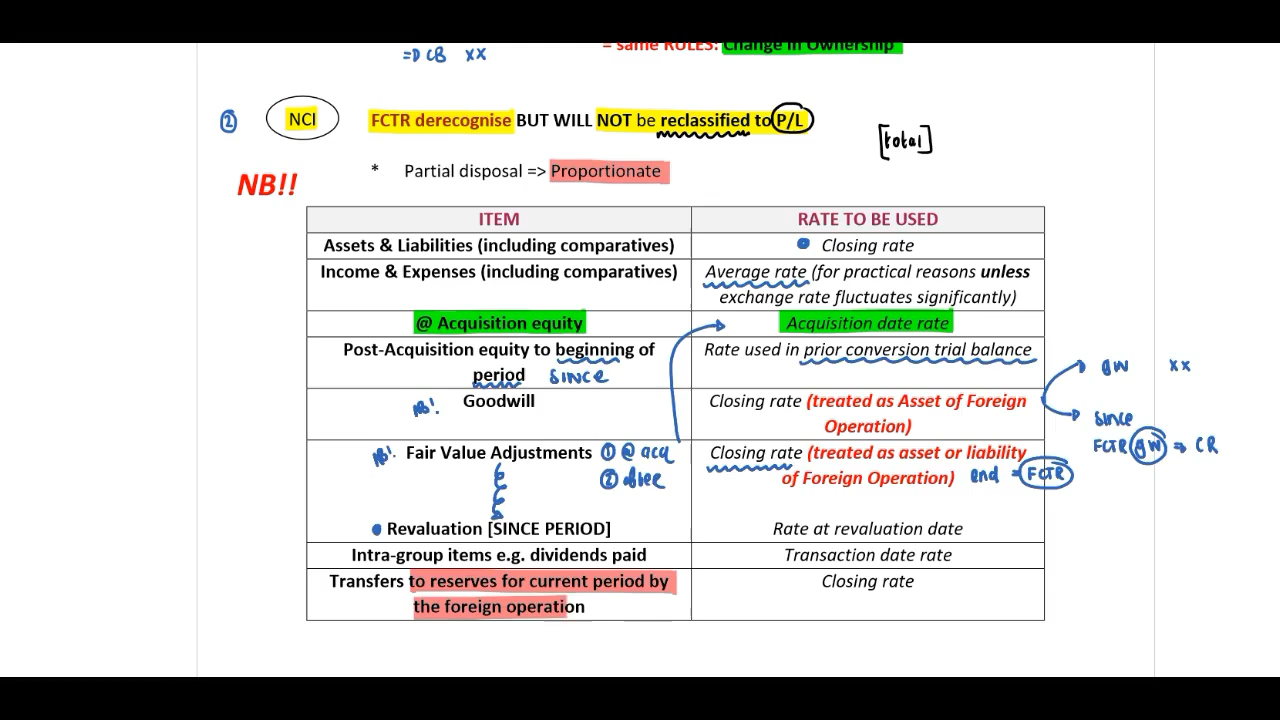 = same RULES: Change in Ownership
=D CB XX
② NCI FCTR derecognise BUT WILL NOT be reclassified to P/L
[total]
* Partial disposal => Proportionate
NB!!
ITEM RATE TO BE USED
Assets & Liabilities (including comparatives) Closing rate
Income & Expenses (including comparatives) Average rate (for practical reasons unless
exchange rate fluctuates significantly)
@ Acquisition equity Acquisition date rate
Post-Acquisition equity to beginning of Rate used in prior conversion trial balance
period SINCE
gw xx
NB! Goodwill Closing rate (treated as Asset of Foreign
Operation)
since
FCTR gw => CR
NB! Fair Value Adjustments ① @ acq Closing rate (treated as asset or liability
② after of Foreign Operation) end = FCTR
Revaluation [SINCE PERIOD] Rate at revaluation date
Intra-group items e.g. dividends paid Transaction date rate
Transfers to reserves for current period by Closing rate
the foreign operation